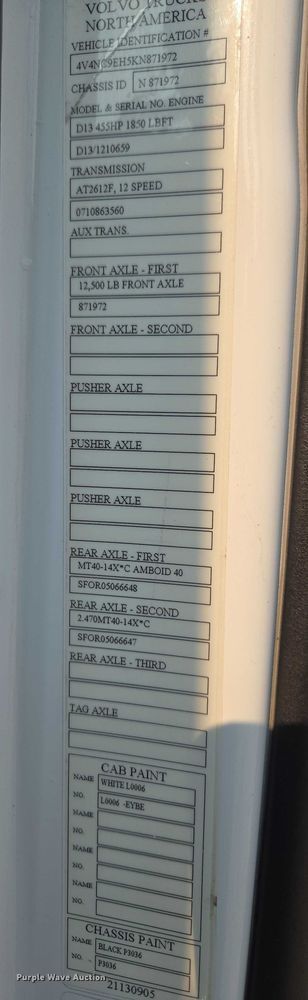 VOLVO TRUCKS
NORTH AMERICA
VEHICLE IDENTIFICATION #
4V4NC9EH5KN871972
CHASSIS ID N 871972
MODEL & SERIAL NO. ENGINE
D13 455HP 1850 LBFT
D13/1210659
TRANSMISSION
AT2612F, 12 SPEED
0710863560
AUX TRANS.
FRONT AXLE - FIRST
12,500 LB FRONT AXLE
871972
FRONT AXLE - SECOND
PUSHER AXLE
PUSHER AXLE
PUSHER AXLE
REAR AXLE - FIRST
MT40-14X*C AMBOID 40
SFOR05066648
REAR AXLE - SECOND
2.470MT40-14X*C
SFOR05066647
REAR AXLE - THIRD
TAG AXLE
CAB PAINT
NAME WHITE L0006
NO. L0006 -EYBE
NAME
NO.
NAME
NO.
NAME
NO.
CHASSIS PAINT
NAME BLACK P3036
NO. P3036
21130905
Purple Wave Auction